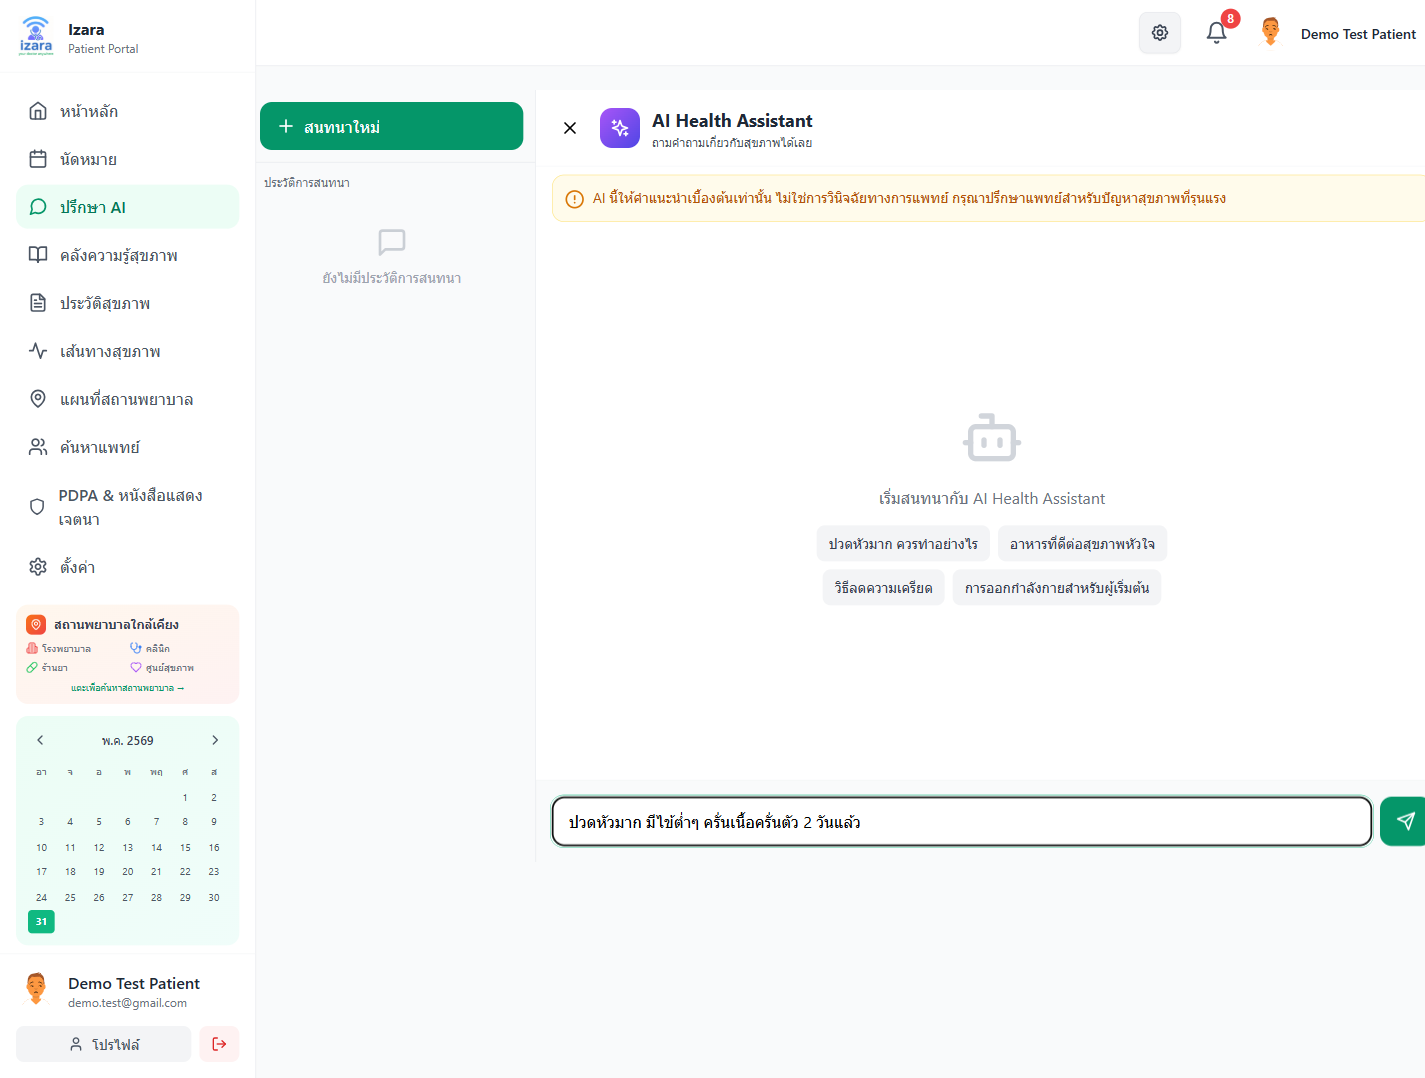 izara
Izara
Patient Portal
8
Demo Test Patient
หน้าหลัก
นัดหมาย
ปรึกษา AI
คลังความรู้สุขภาพ
ประวัติสุขภาพ
เส้นทางสุขภาพ
แผนที่สถานพยาบาล
ค้นหาแพทย์
PDPA & หนังสือแสดง
เจตนา
ตั้งค่า
สถานพยาบาลใกล้เคียง
โรงพยาบาล คลินิก
ร้านยา ศูนย์สุขภาพ
แตะเพื่อค้นหาสถานพยาบาล →
พ.ค. 2569
อา จ อ พ พฤ ศ ส
1 2
3 4 5 6 7 8 9
10 11 12 13 14 15 16
17 18 19 20 21 22 23
24 25 26 27 28 29 30
31
Demo Test Patient
demo.test@gmail.com
โปรไฟล์
สนทนาใหม่
ประวัติการสนทนา
ยังไม่มีประวัติการสนทนา
AI Health Assistant
ถามคำถามเกี่ยวกับสุขภาพได้เลย
AI นี้ให้คำแนะนำเบื้องต้นเท่านั้น ไม่ใช่การวินิจฉัยทางการแพทย์ กรุณาปรึกษาแพทย์สำหรับปัญหาสุขภาพที่รุนแรง
เริ่มสนทนากับ AI Health Assistant
ปวดหัวมาก ควรทำอย่างไร
อาหารที่ดีต่อสุขภาพหัวใจ
วิธีลดความเครียด
การออกกำลังกายสำหรับผู้เริ่มต้น
ปวดหัวมาก มีไข้ต่ำๆ ครั่นเนื้อครั่นตัว 2 วันแล้ว